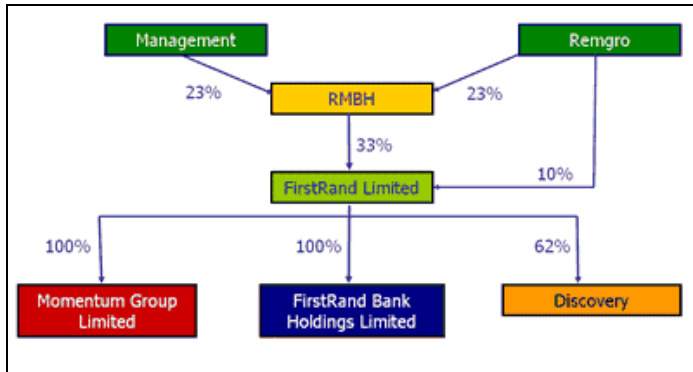 Management
Remgro
23%
RMBH
23%
33%
FirstRand Limited
10%
100%
100%
62%
Momentum Group
Limited
FirstRand Bank
Holdings Limited
Discovery